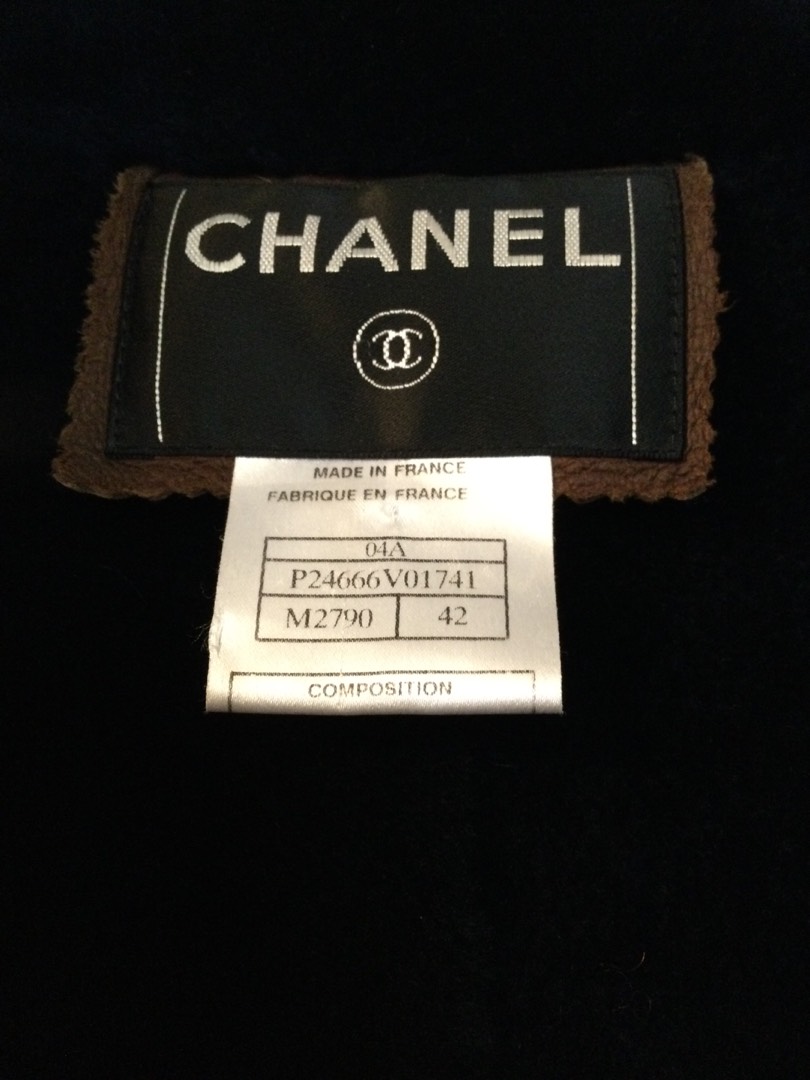 CHANEL
MADE IN FRANCE
FABRIQUE EN FRANCE
04A
P24666V01741
M2790 42
COMPOSITION